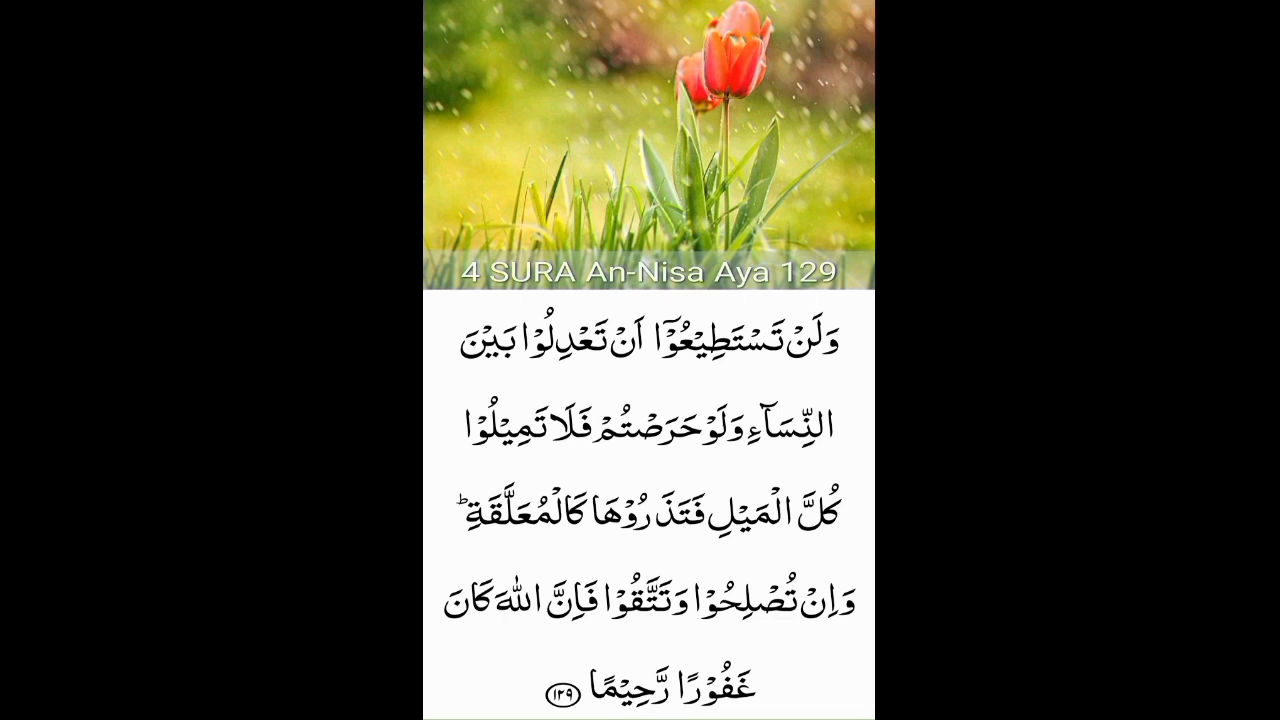 4 SURA An-Nisa Aya 129
وَلَنْ تَسْتَطِيْعُوْٓا اَنْ تَعْدِلُوْا بَيْنَ
النِّسَآءِ وَلَوْ حَرَصْتُمْ فَلَا تَمِيْلُوْا
كُلَّ الْمَيْلِ فَتَذَرُوْهَا كَالْمُعَلَّقَةِ ؕ
وَاِنْ تُصْلِحُوْا وَتَتَّقُوْا فَاِنَّ اللّٰهَ كَانَ
غَفُوْرًا رَّحِيْمًا ١٢٩